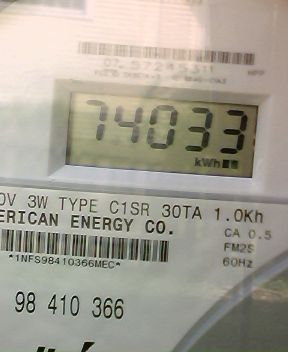 74033
kWh
0V 3W TYPE C1SR 30TA 1.0Kh
ERICAN ENERGY CO.
CA 0.5
FM2S
*1NFS98410366MEC*
60Hz
98 410 366